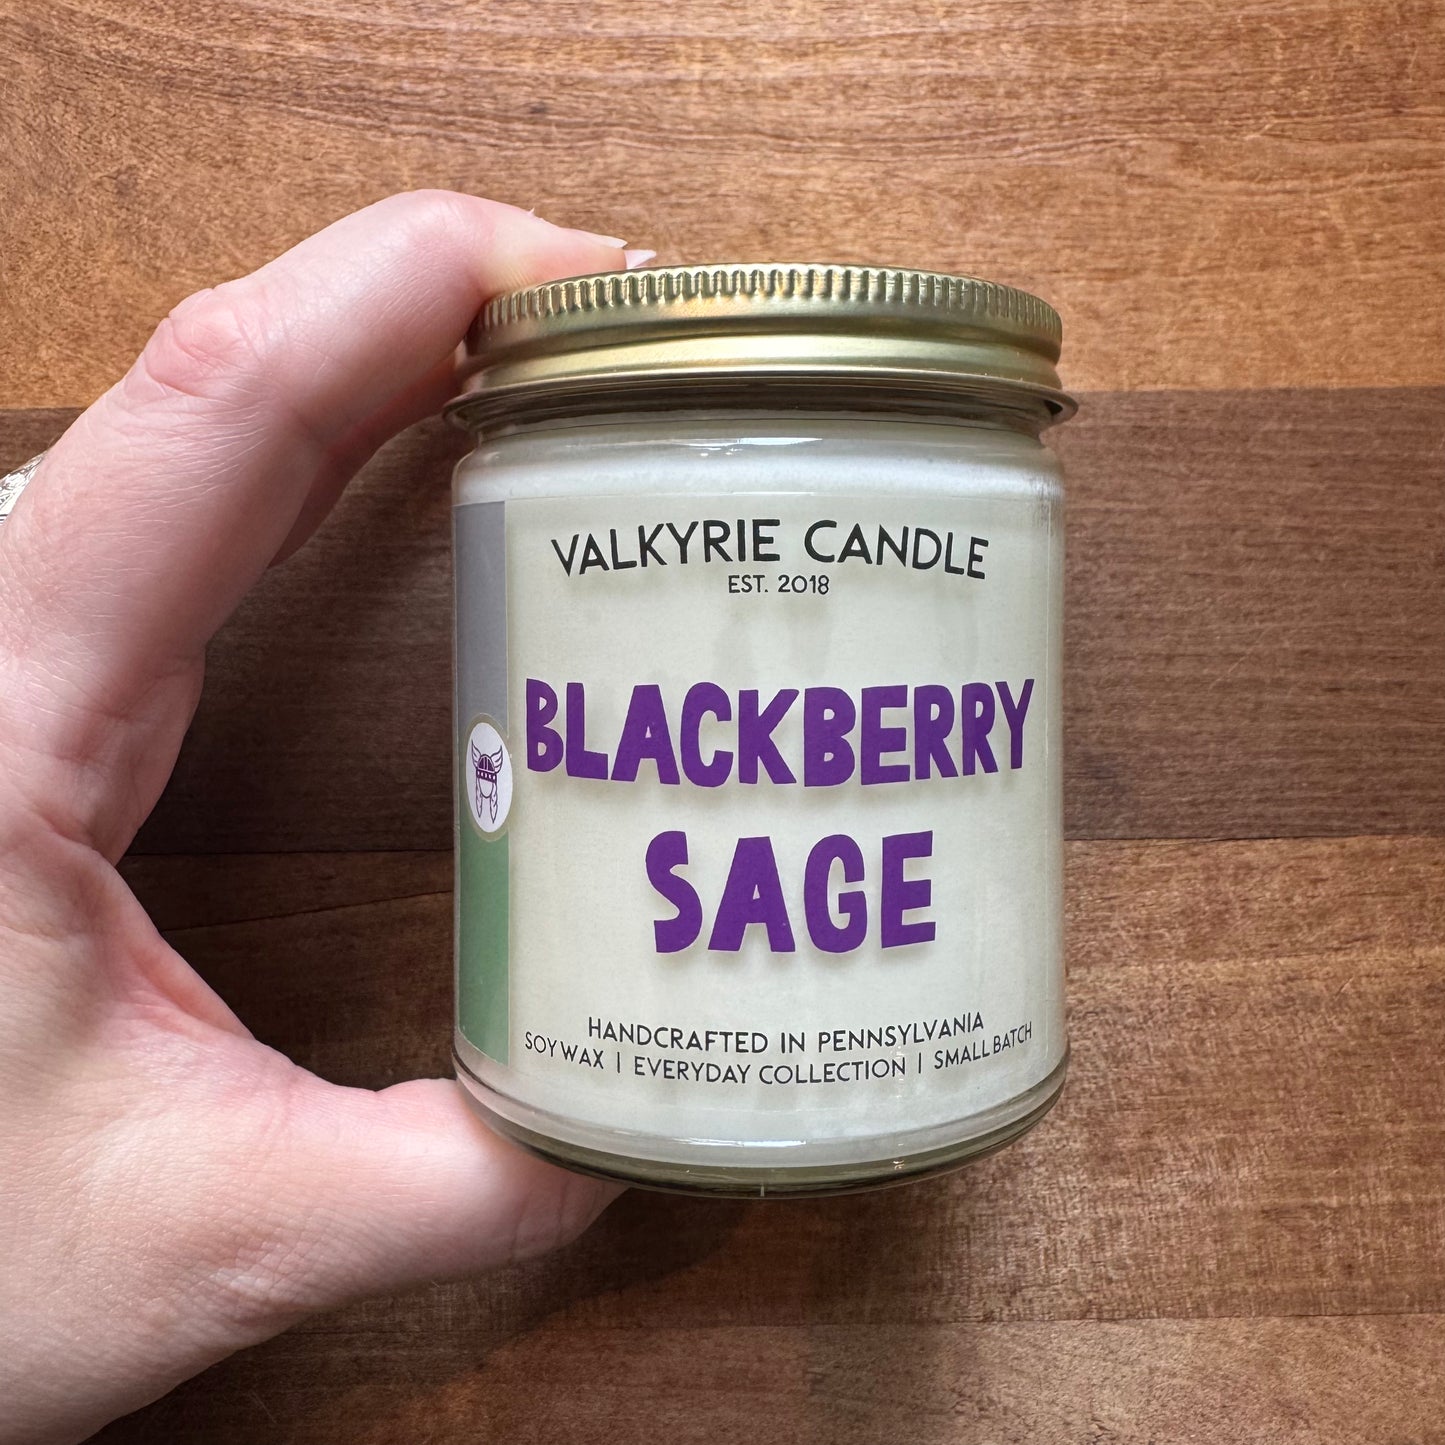 VALKYRIE CANDLE
EST. 2018
BLACKBERRY
SAGE
HANDCRAFTED IN PENNSYLVANIA
SOY WAX | EVERYDAY COLLECTION | SMALL BATCH